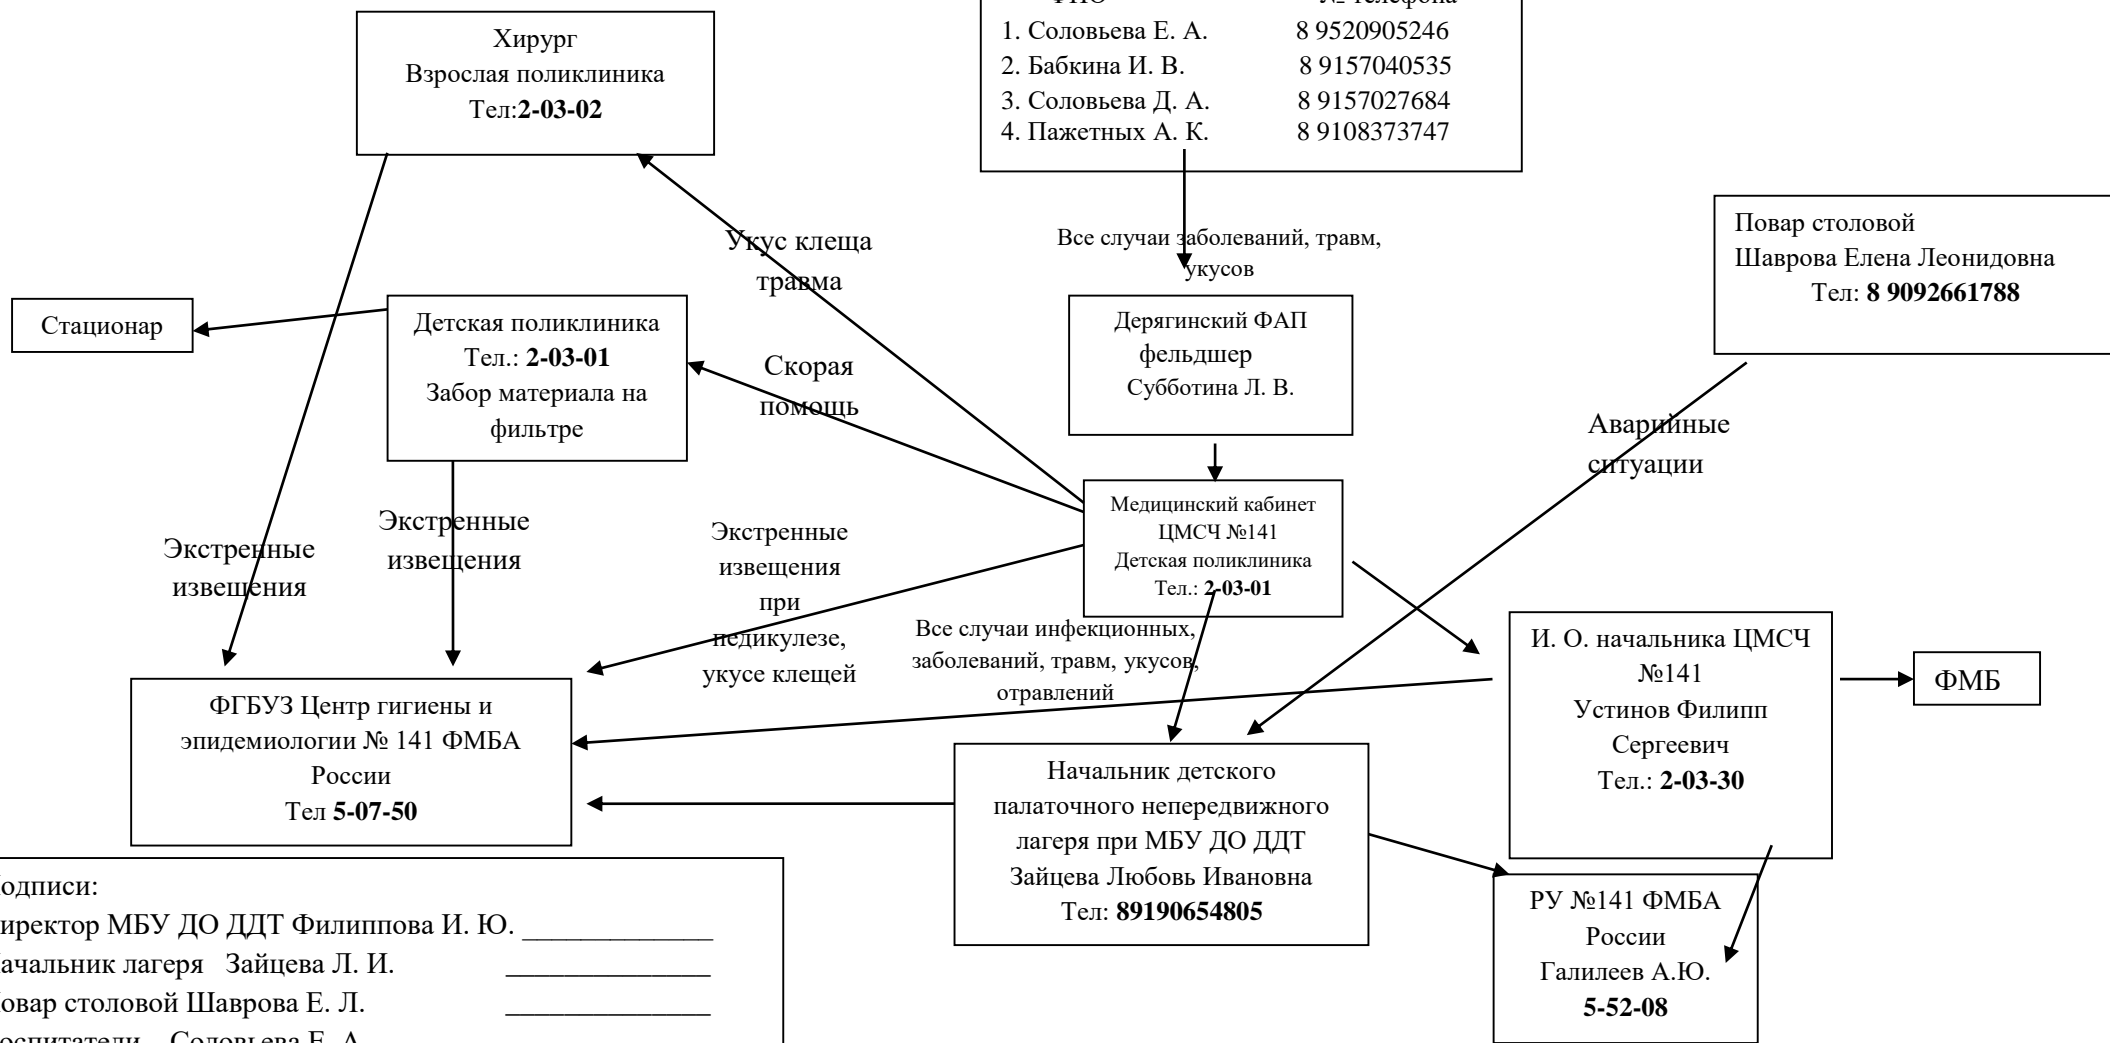 Хирург
Взрослая поликлиника
Тел:2-03-02
1. Соловьева Е. А. 8 9520905246
2. Бабкина И. В. 8 9157040535
3. Соловьева Д. А. 8 9157027684
4. Пажетных А. К. 8 9108373747
Повар столовой
Шаврова Елена Леонидовна
Тел: 8 9092661788
Укус клеща
травма
Все случаи заболеваний, травм,
укусов
Стационар
Детская поликлиника
Тел.: 2-03-01
Забор материала на
фильтре
Скорая
помощь
Дерягинский ФАП
фельдшер
Субботина Л. В.
Аварийные
ситуации
Медицинский кабинет
ЦМСЧ №141
Детская поликлиника
Тел.: 2-03-01
Экстренные
извешения
Экстренные
извещения
Экстренные
извещения
при
педикулезе,
укусе клещей
Все случаи инфекционных,
заболеваний, травм, укусов,
отравлений
И. О. начальника ЦМСЧ
№141
Устинов Филипп
Сергеевич
Тел.: 2-03-30
ФМБ
ФГБУЗ Центр гигиены и
эпидемиологии № 141 ФМБА
России
Тел 5-07-50
Начальник детского
палаточного непередвижного
лагеря при МБУ ДО ДДТ
Зайцева Любовь Ивановна
Тел: 89190654805
РУ №141 ФМБА
России
Галилеев А.Ю.
5-52-08
одписи:
иректор МБУ ДО ДДТ Филиппова И. Ю. _____________
ачальник лагеря Зайцева Л. И. ______________
овар столовой Шаврова Е. Л. ______________
оспитатели Соловьева Е. А.